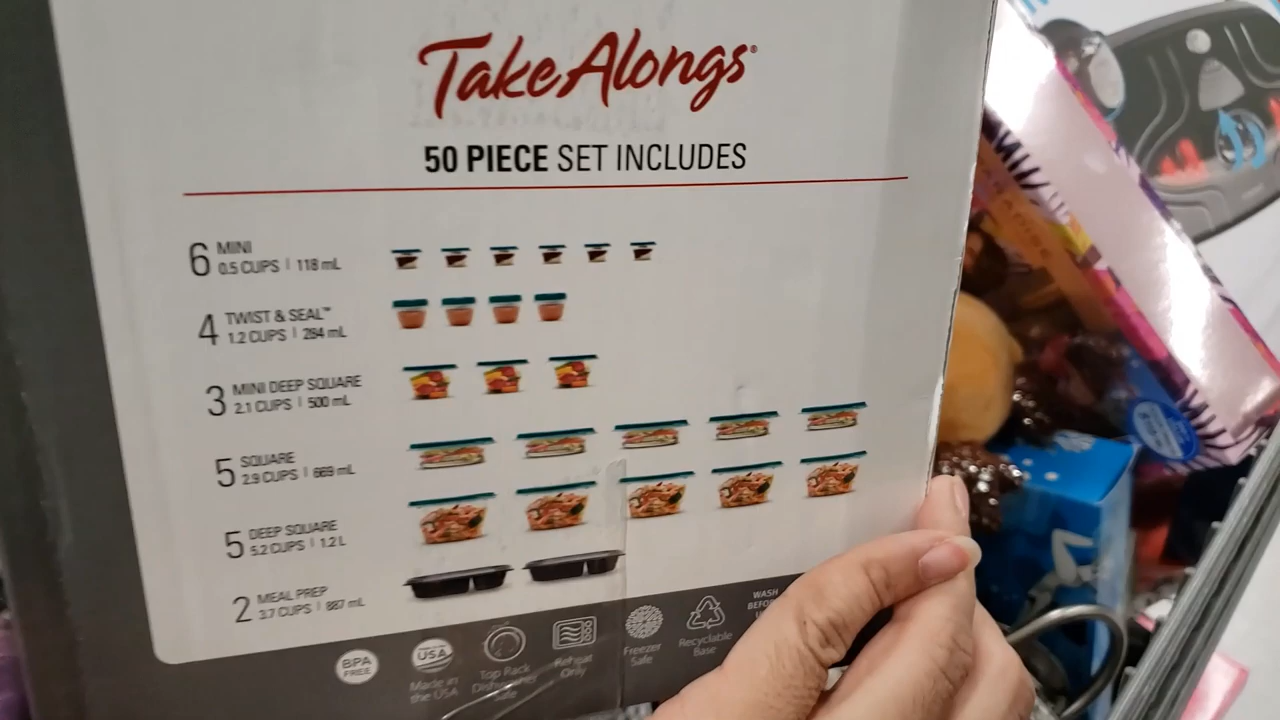 TakeAlongs®
50 PIECE SET INCLUDES
6 MINI
0.5 CUPS | 118 mL
4 TWIST & SEAL™
1.2 CUPS | 284 mL
3 MINI DEEP SQUARE
2.1 CUPS | 500 mL
5 SQUARE
2.9 CUPS | 669 mL
5 DEEP SQUARE
5.2 CUPS | 1.2 L
2 MEAL PREP
3.7 CUPS | 887 mL
BPA
FREE
USA
Made in
the USA
Top Rack
Dishwasher
Safe
Reheat
Only
Freezer
Safe
Recyclable
Base
WASH